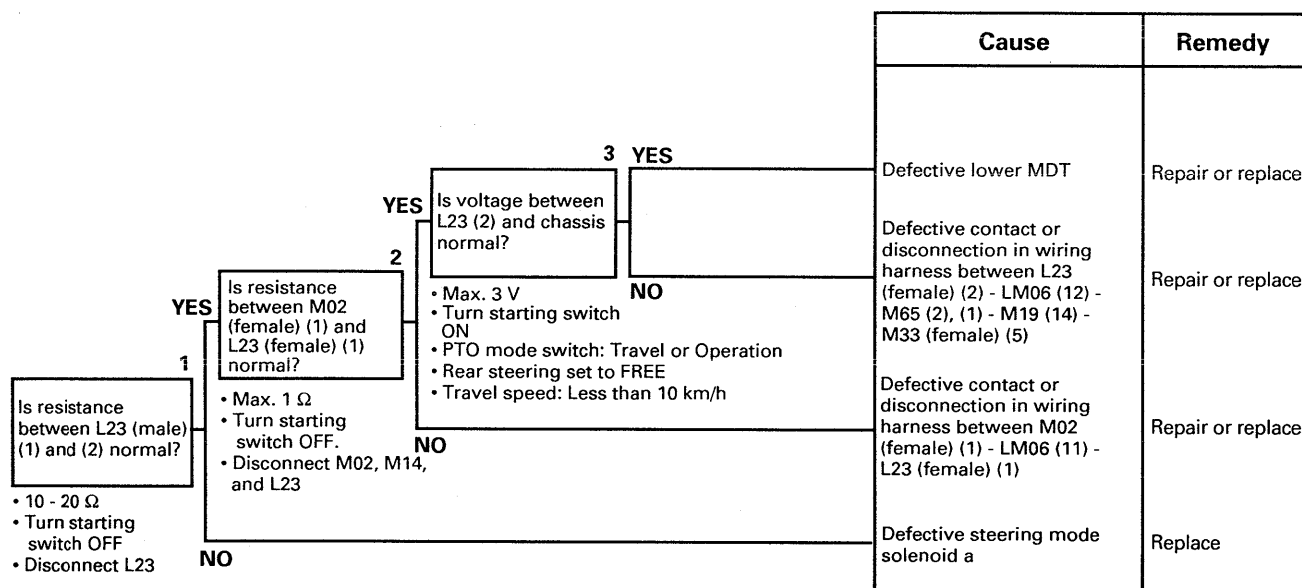 Cause
Remedy
3
YES
Is voltage between
L23 (2) and chassis
normal?
Defective lower MDT
Repair or replace
YES
2
Is resistance
between M02
(female) (1) and
L23 (female) (1)
normal?
NO
• Max. 3 V
• Turn starting switch
ON
• PTO mode switch: Travel or Operation
• Rear steering set to FREE
• Travel speed: Less than 10 km/h
Defective contact or
disconnection in wiring
harness between L23
(female) (2) - LM06 (12) -
M65 (2), (1) - M19 (14) -
M33 (female) (5)
Repair or replace
YES
1
Is resistance
between L23 (male)
(1) and (2) normal?
• Max. 1 Ω
• Turn starting
switch OFF.
• Disconnect M02, M14,
and L23
NO
Defective contact or
disconnection in wiring
harness between M02
(female) (1) - LM06 (11) -
L23 (female) (1)
Repair or replace
• 10 - 20 Ω
• Turn starting
switch OFF
• Disconnect L23
NO
Defective steering mode
solenoid a
Replace